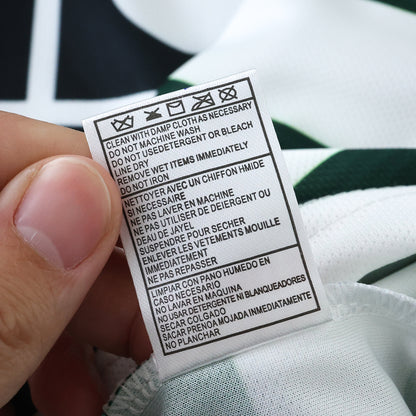 CLEAN WITH DAMP CLOTH AS NECESSARY
DO NOT MACHINE WASH
DO NOT USEDETERGENT OR BLEACH
LINE DRY
REMOVE WET ITEMS IMMEDIATELY
DO NOT IRON
NETTOYER AVEC UN CHIFFON HMIDE
SI NECESSAIRE
NE PAS LAVER EN MACHINE
NE PAS UTILISER DE DETERGENT OU
DEAU DE JAYEL
SUSPENDRE POUR SECHER
ENLEVER LES VETEMENTS MOUILLE
IMMEDIATEMENT
NE PAS REPASSER
LIMPIAR CON PANO HUMEDO EN
CASO NECESARIO
NO LAVAR EN MAQUINA
NO USAR DETERGENTE NI BLANQUEADORES
SECAR COLGADO
SACAR PRENOA MOJADA INMEDIATAMENTE
NO PLANCHAR